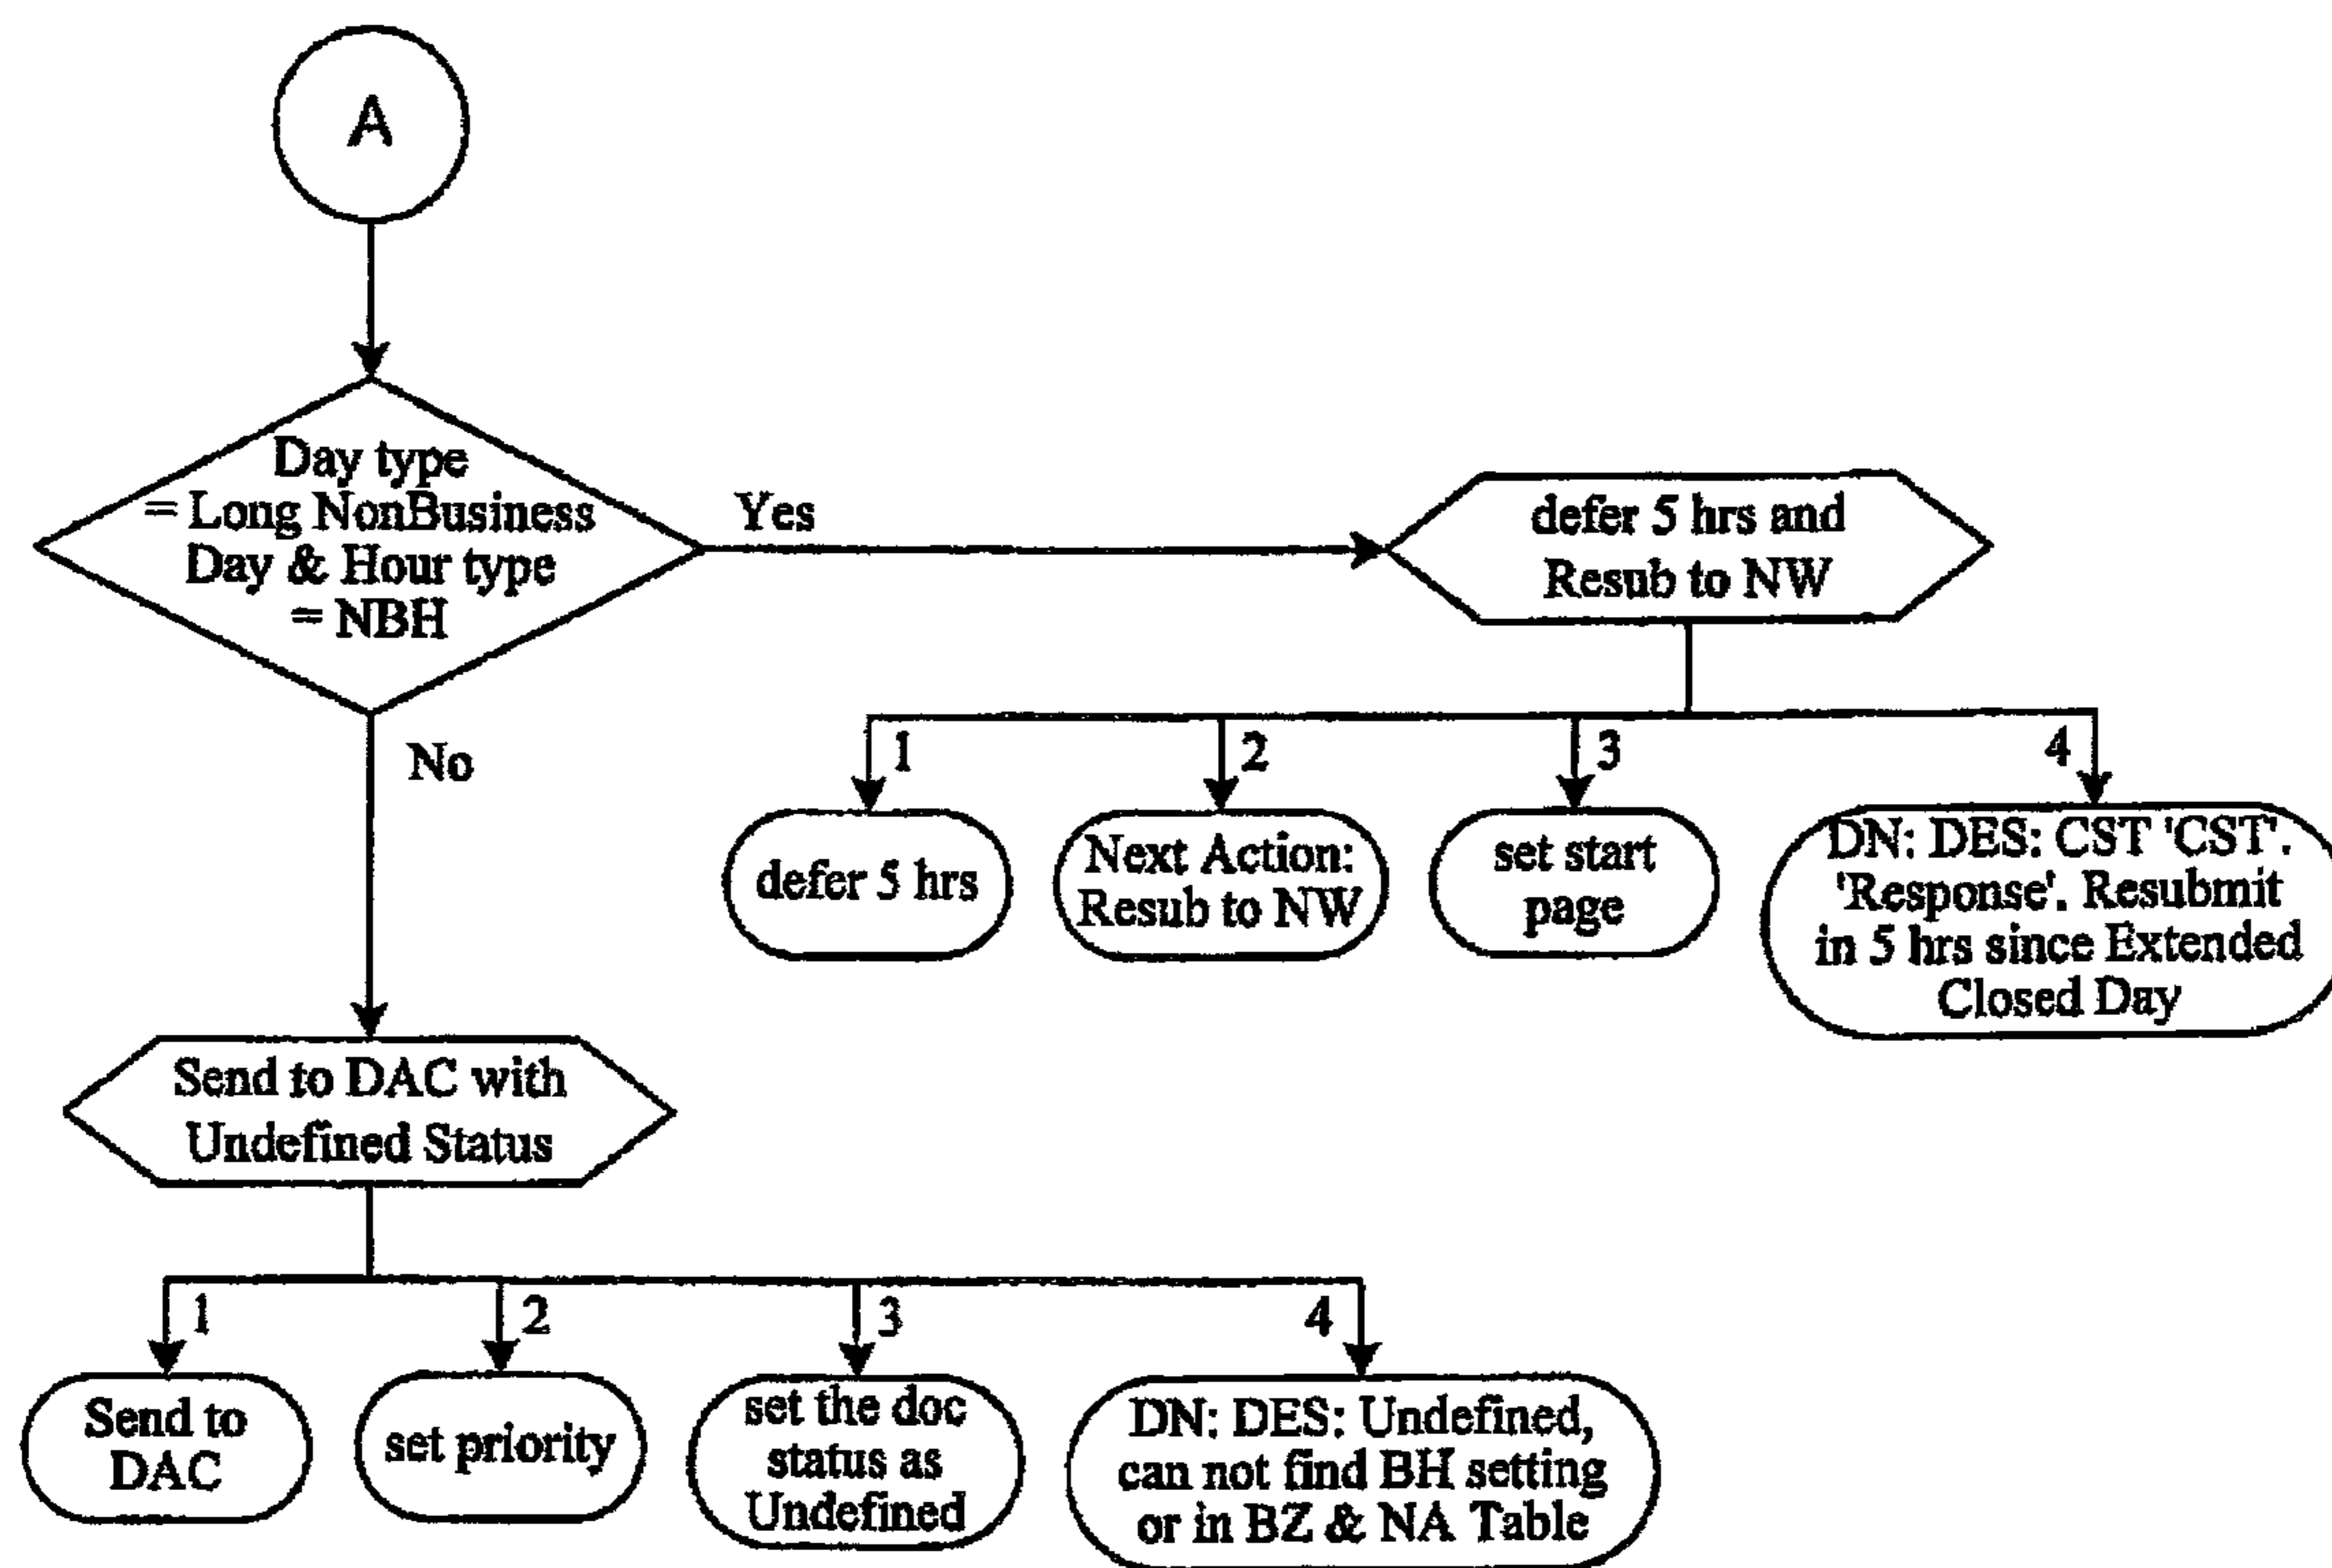 A
Day type
= Long NonBusiness
Day & Hour type
= NBH
Yes
defer 5 hrs and
Resub to NW
No
1
2
3
4
defer 5 hrs
Next Action:
Resub to NW
set start
page
DN: DES: CST 'CST'.
'Response'. Resubmit
in 5 hrs since Extended
Closed Day
Send to DAC with
Undefined Status
1
2
3
4
Send to
DAC
set priority
set the doc
status as
Undefined
DN: DES: Undefined,
can not find BH setting
or in BZ & NA Table